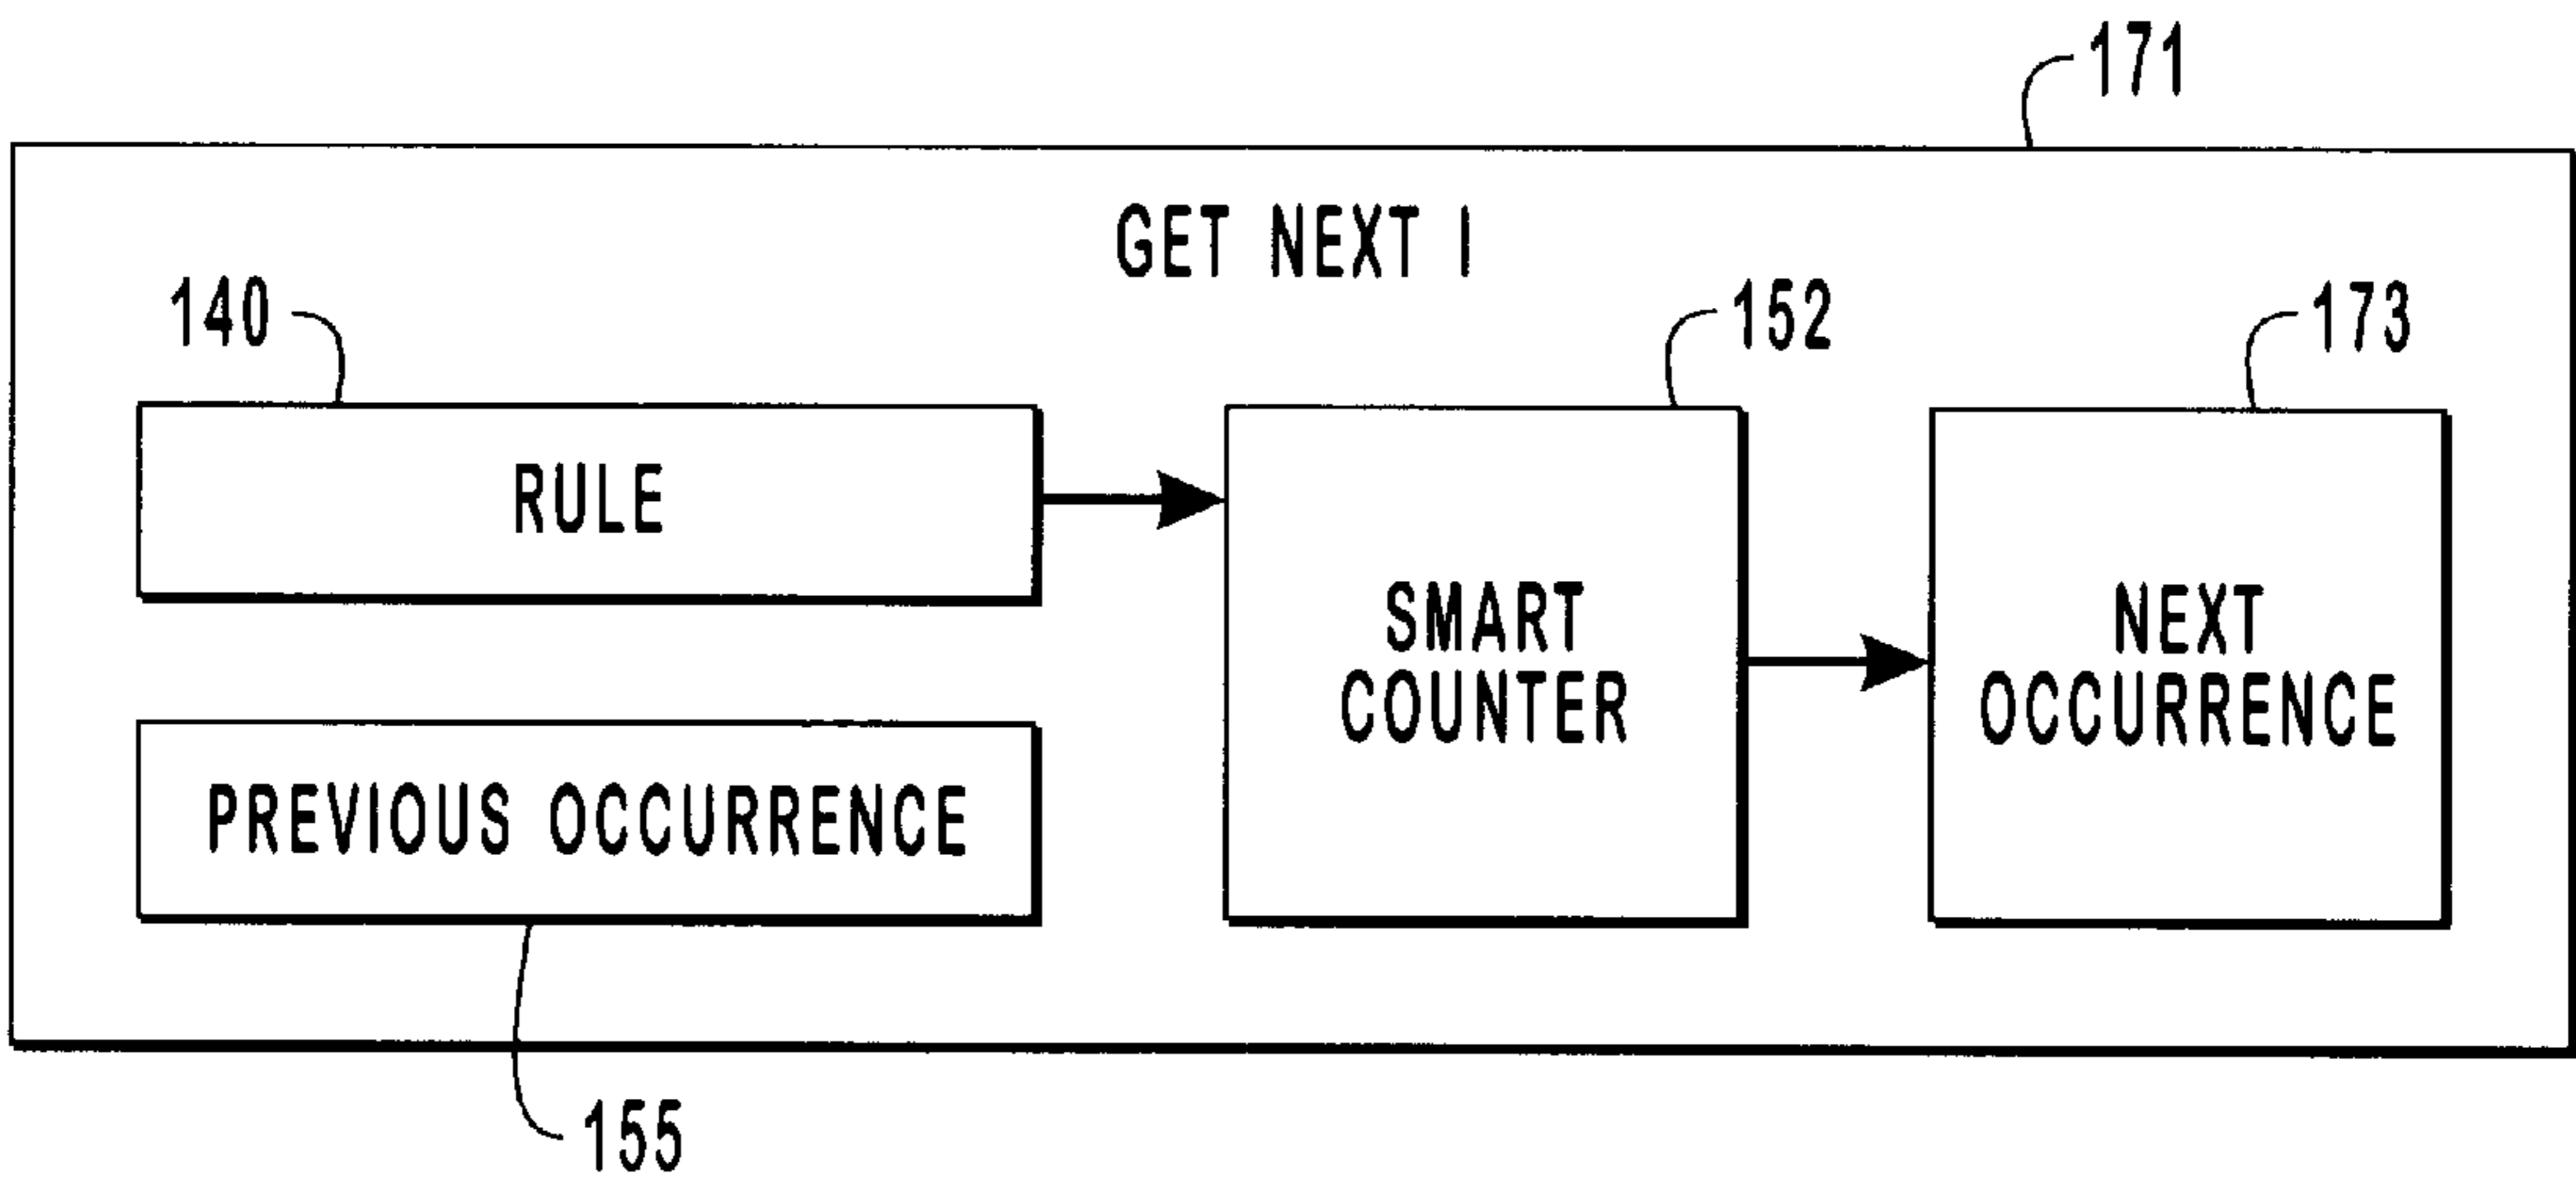 171
GET NEXT I
140
152
173
RULE
SMART
COUNTER
NEXT
OCCURRENCE
PREVIOUS OCCURRENCE
155